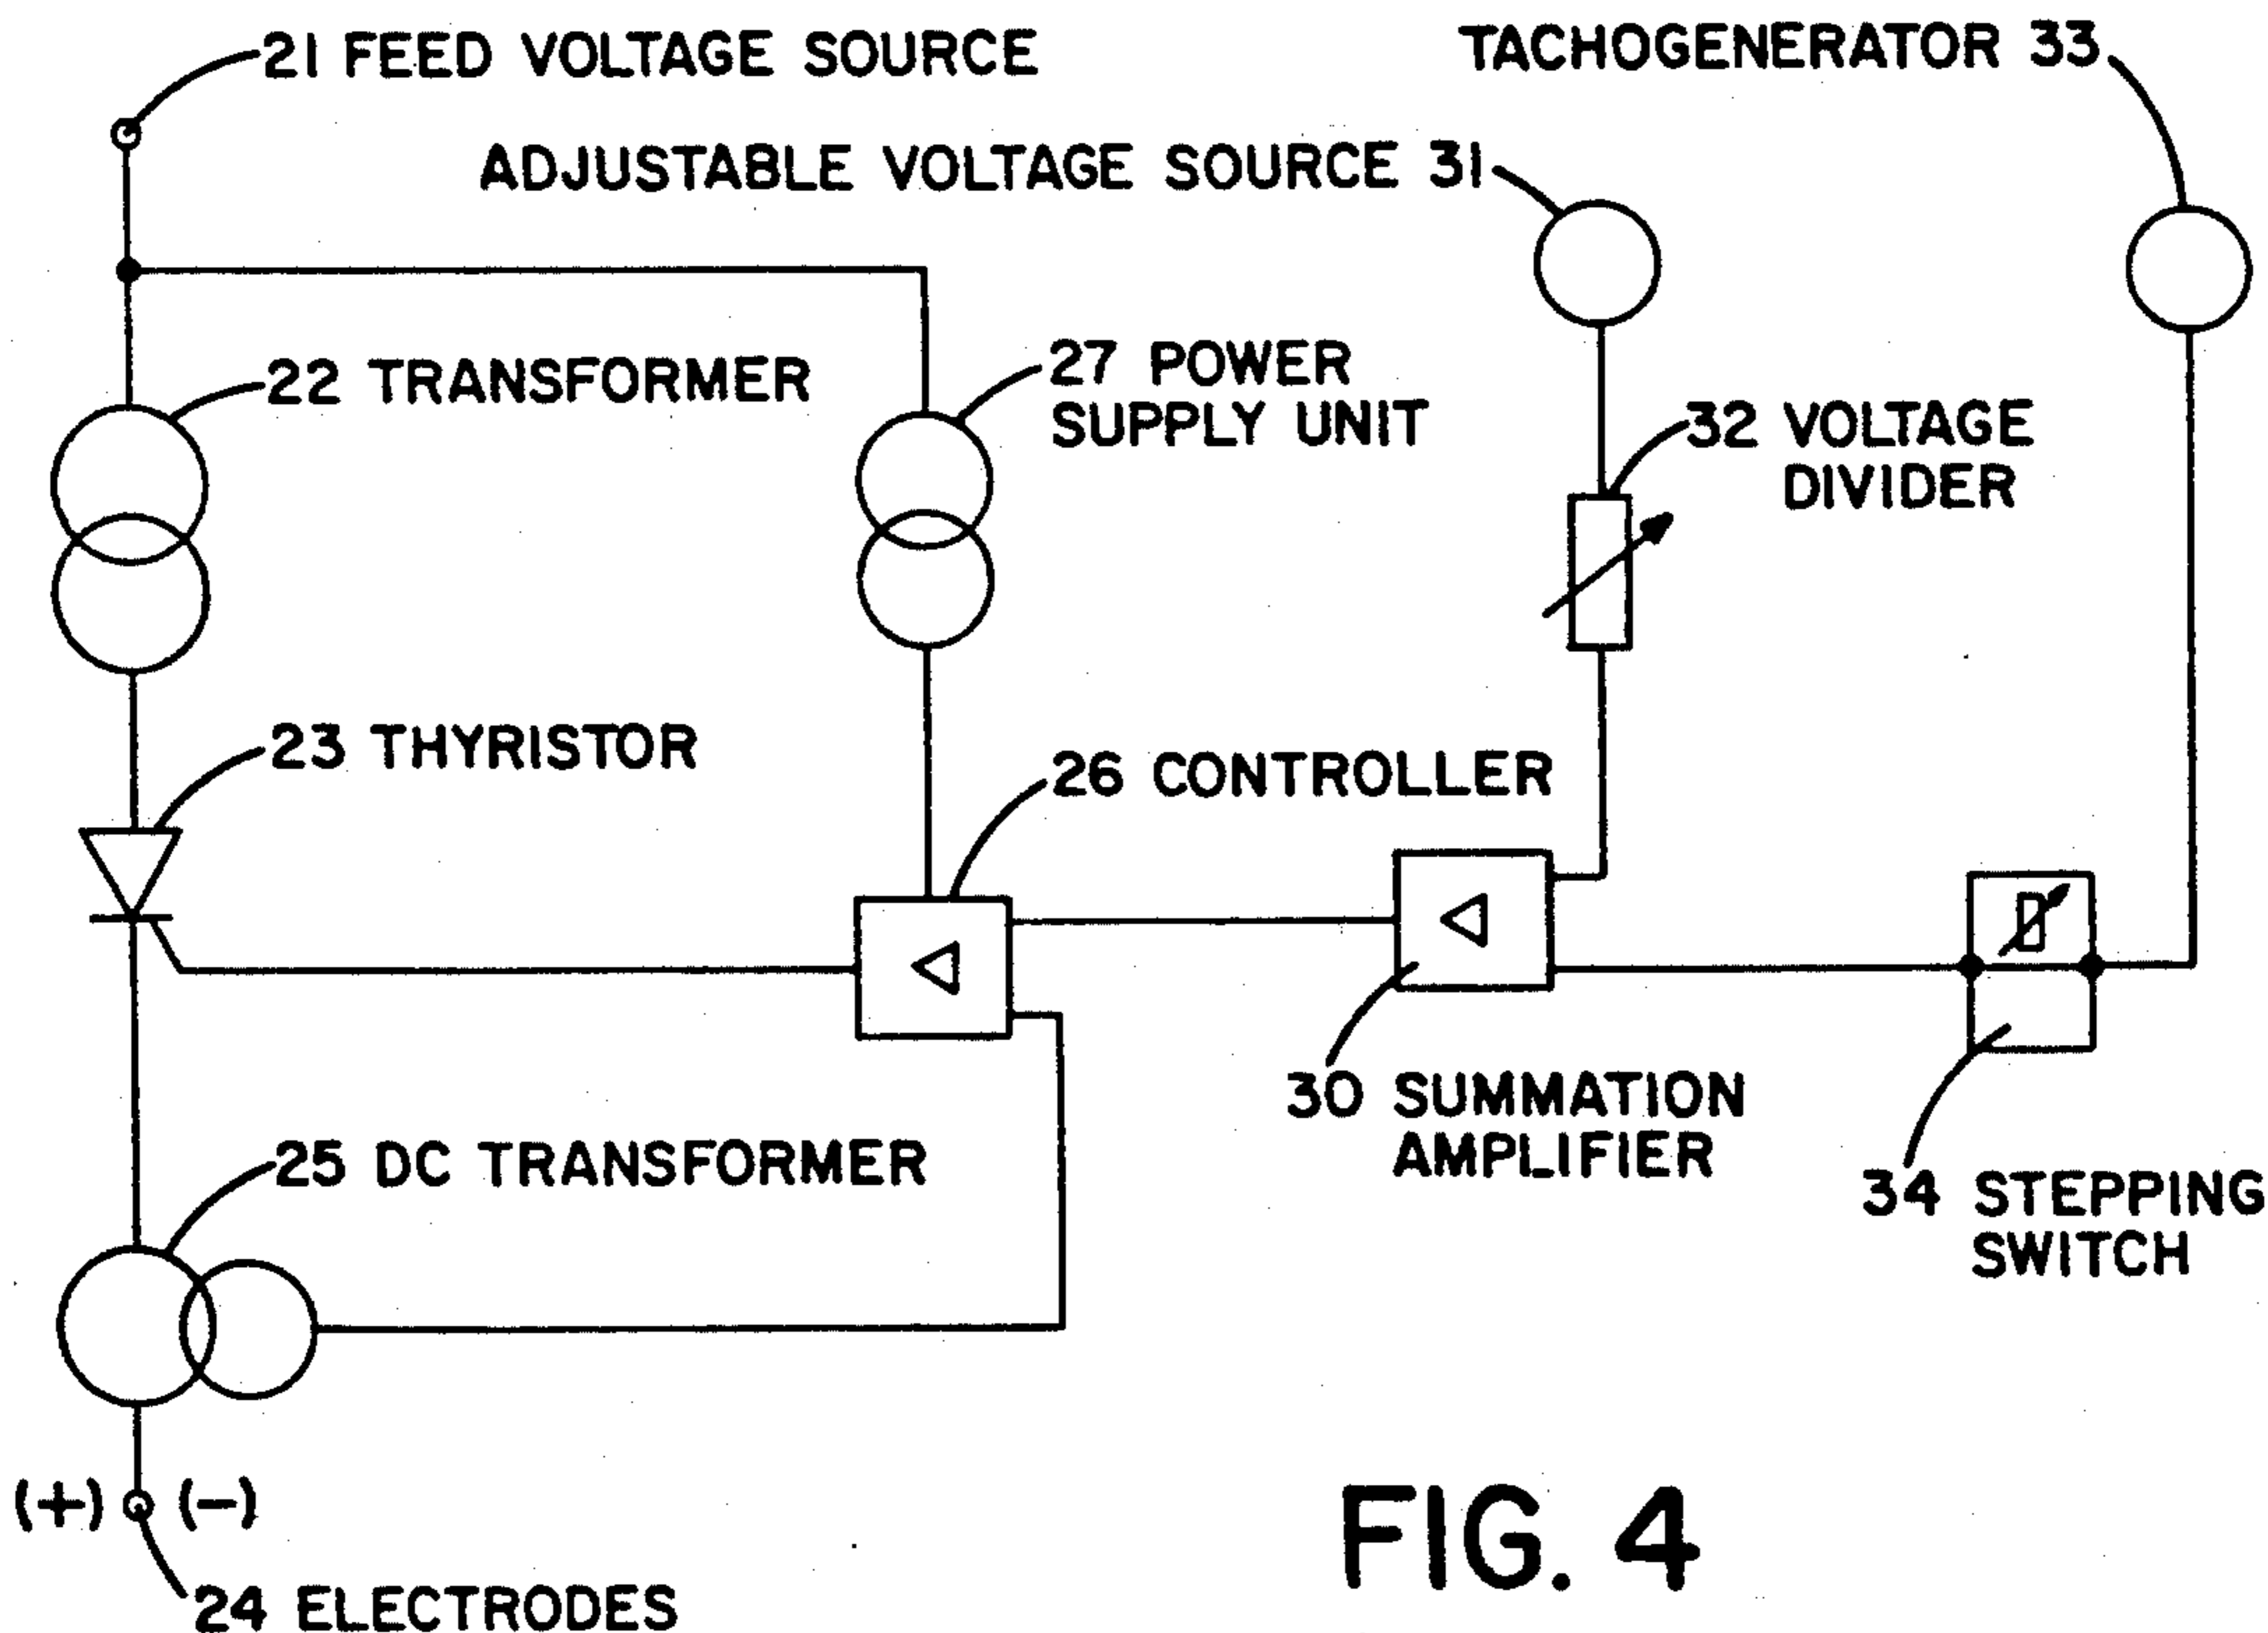 21 FEED VOLTAGE SOURCE
TACHOGENERATOR 33
ADJUSTABLE VOLTAGE SOURCE 31
22 TRANSFORMER
27 POWER
SUPPLY UNIT
32 VOLTAGE
DIVIDER
23 THYRISTOR
26 CONTROLLER
30 SUMMATION
AMPLIFIER
25 DC TRANSFORMER
34 STEPPING
SWITCH
(+) (-)
24 ELECTRODES
FIG. 4